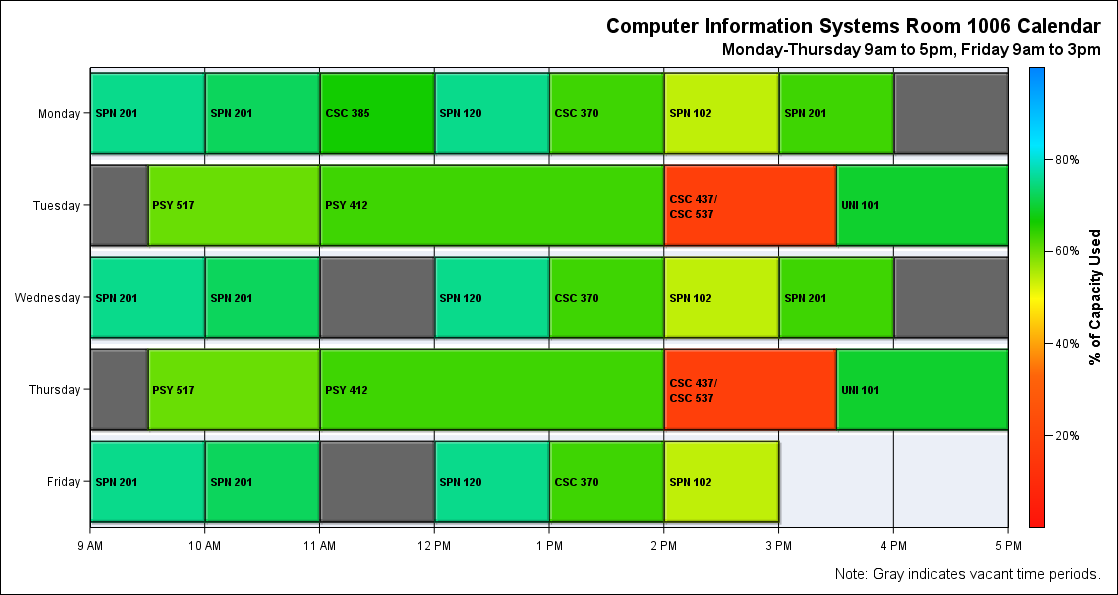 Computer Information Systems Room 1006 Calendar
Monday-Thursday 9am to 5pm, Friday 9am to 3pm
Monday
SPN 201
SPN 201
CSC 385
SPN 120
CSC 370
SPN 102
SPN 201
Tuesday
PSY 517
PSY 412
CSC 437/
CSC 537
UNI 101
Wednesday
SPN 201
SPN 201
SPN 120
CSC 370
SPN 102
SPN 201
Thursday
PSY 517
PSY 412
CSC 437/
CSC 537
UNI 101
Friday
SPN 201
SPN 201
SPN 120
CSC 370
SPN 102
9 AM
10 AM
11 AM
12 PM
1 PM
2 PM
3 PM
4 PM
5 PM
80%
60%
40%
20%
% of Capacity Used
Note: Gray indicates vacant time periods.